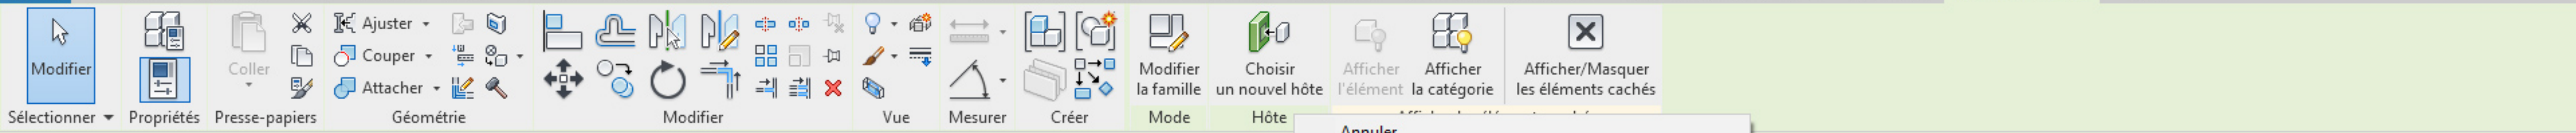 Modifier
Coller
Ajuster
Couper
Attacher
Modifier
la famille
Choisir
un nouvel hôte
Afficher
l'élément
Afficher
la catégorie
Afficher/Masquer
les éléments cachés
Sélectionner
Propriétés
Presse-papiers
Géométrie
Modifier
Vue
Mesurer
Créer
Mode
Hôte
Annuler